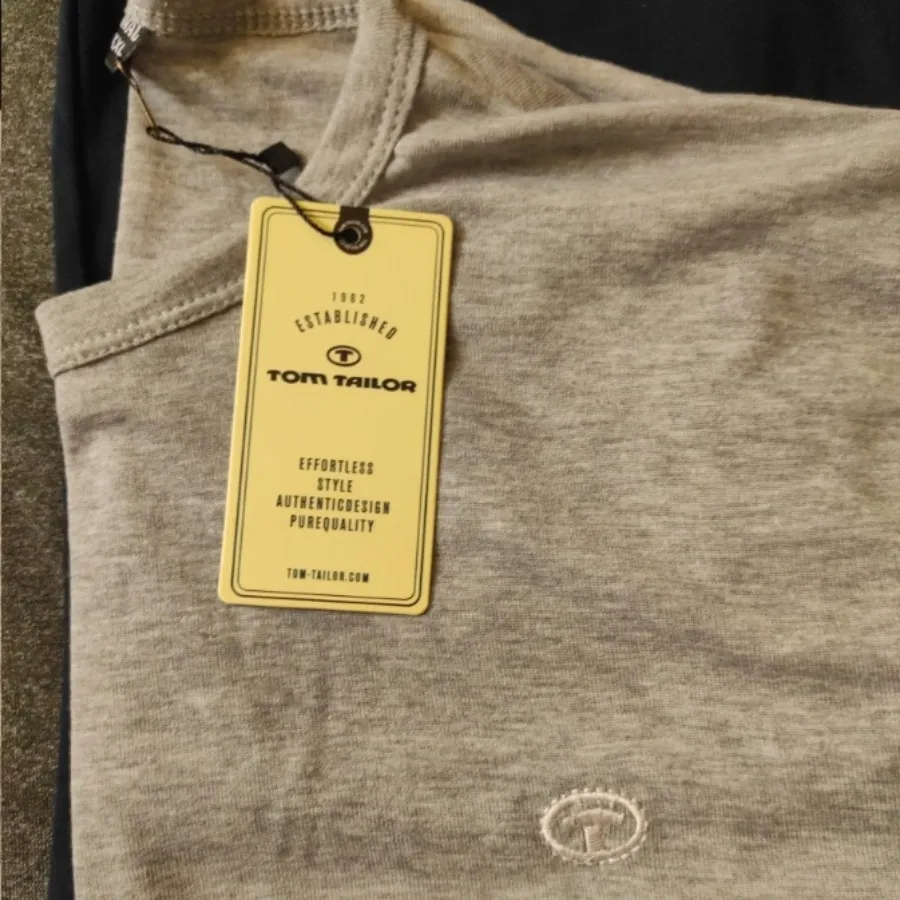 1962
ESTABLISHED
T
TOM TAILOR
EFFORTLESS
STYLE
AUTHENTICDESIGN
PUREQUALITY
TOM-TAILOR.COM
T